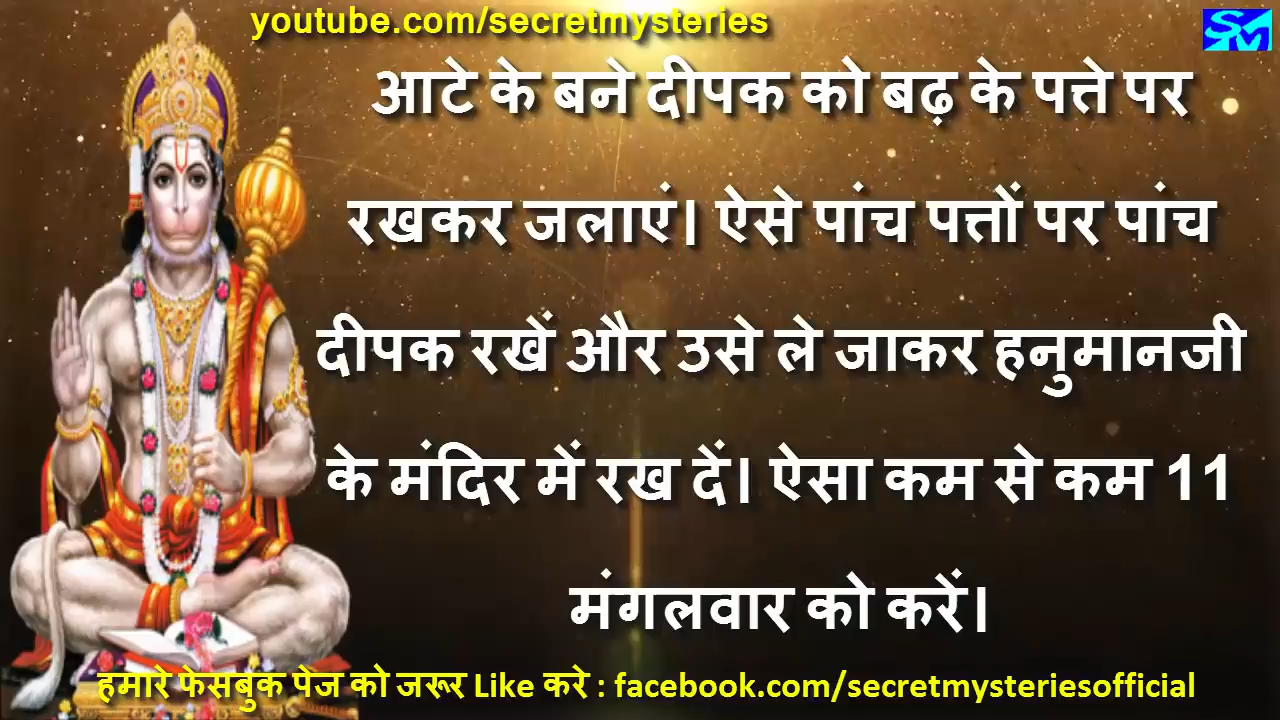 youtube.com/secretmysteries
SM
आटे के बने दीपक को बढ़ के पत्ते पर
रखकर जलाएं। ऐसे पांच पत्तों पर पांच
दीपक रखें और उसे ले जाकर हनुमानजी
के मंदिर में रख दें। ऐसा कम से कम 11
मंगलवार को करें।
हमारे फेसबुक पेज को जरूर Like करे : facebook.com/secretmysteriesofficial